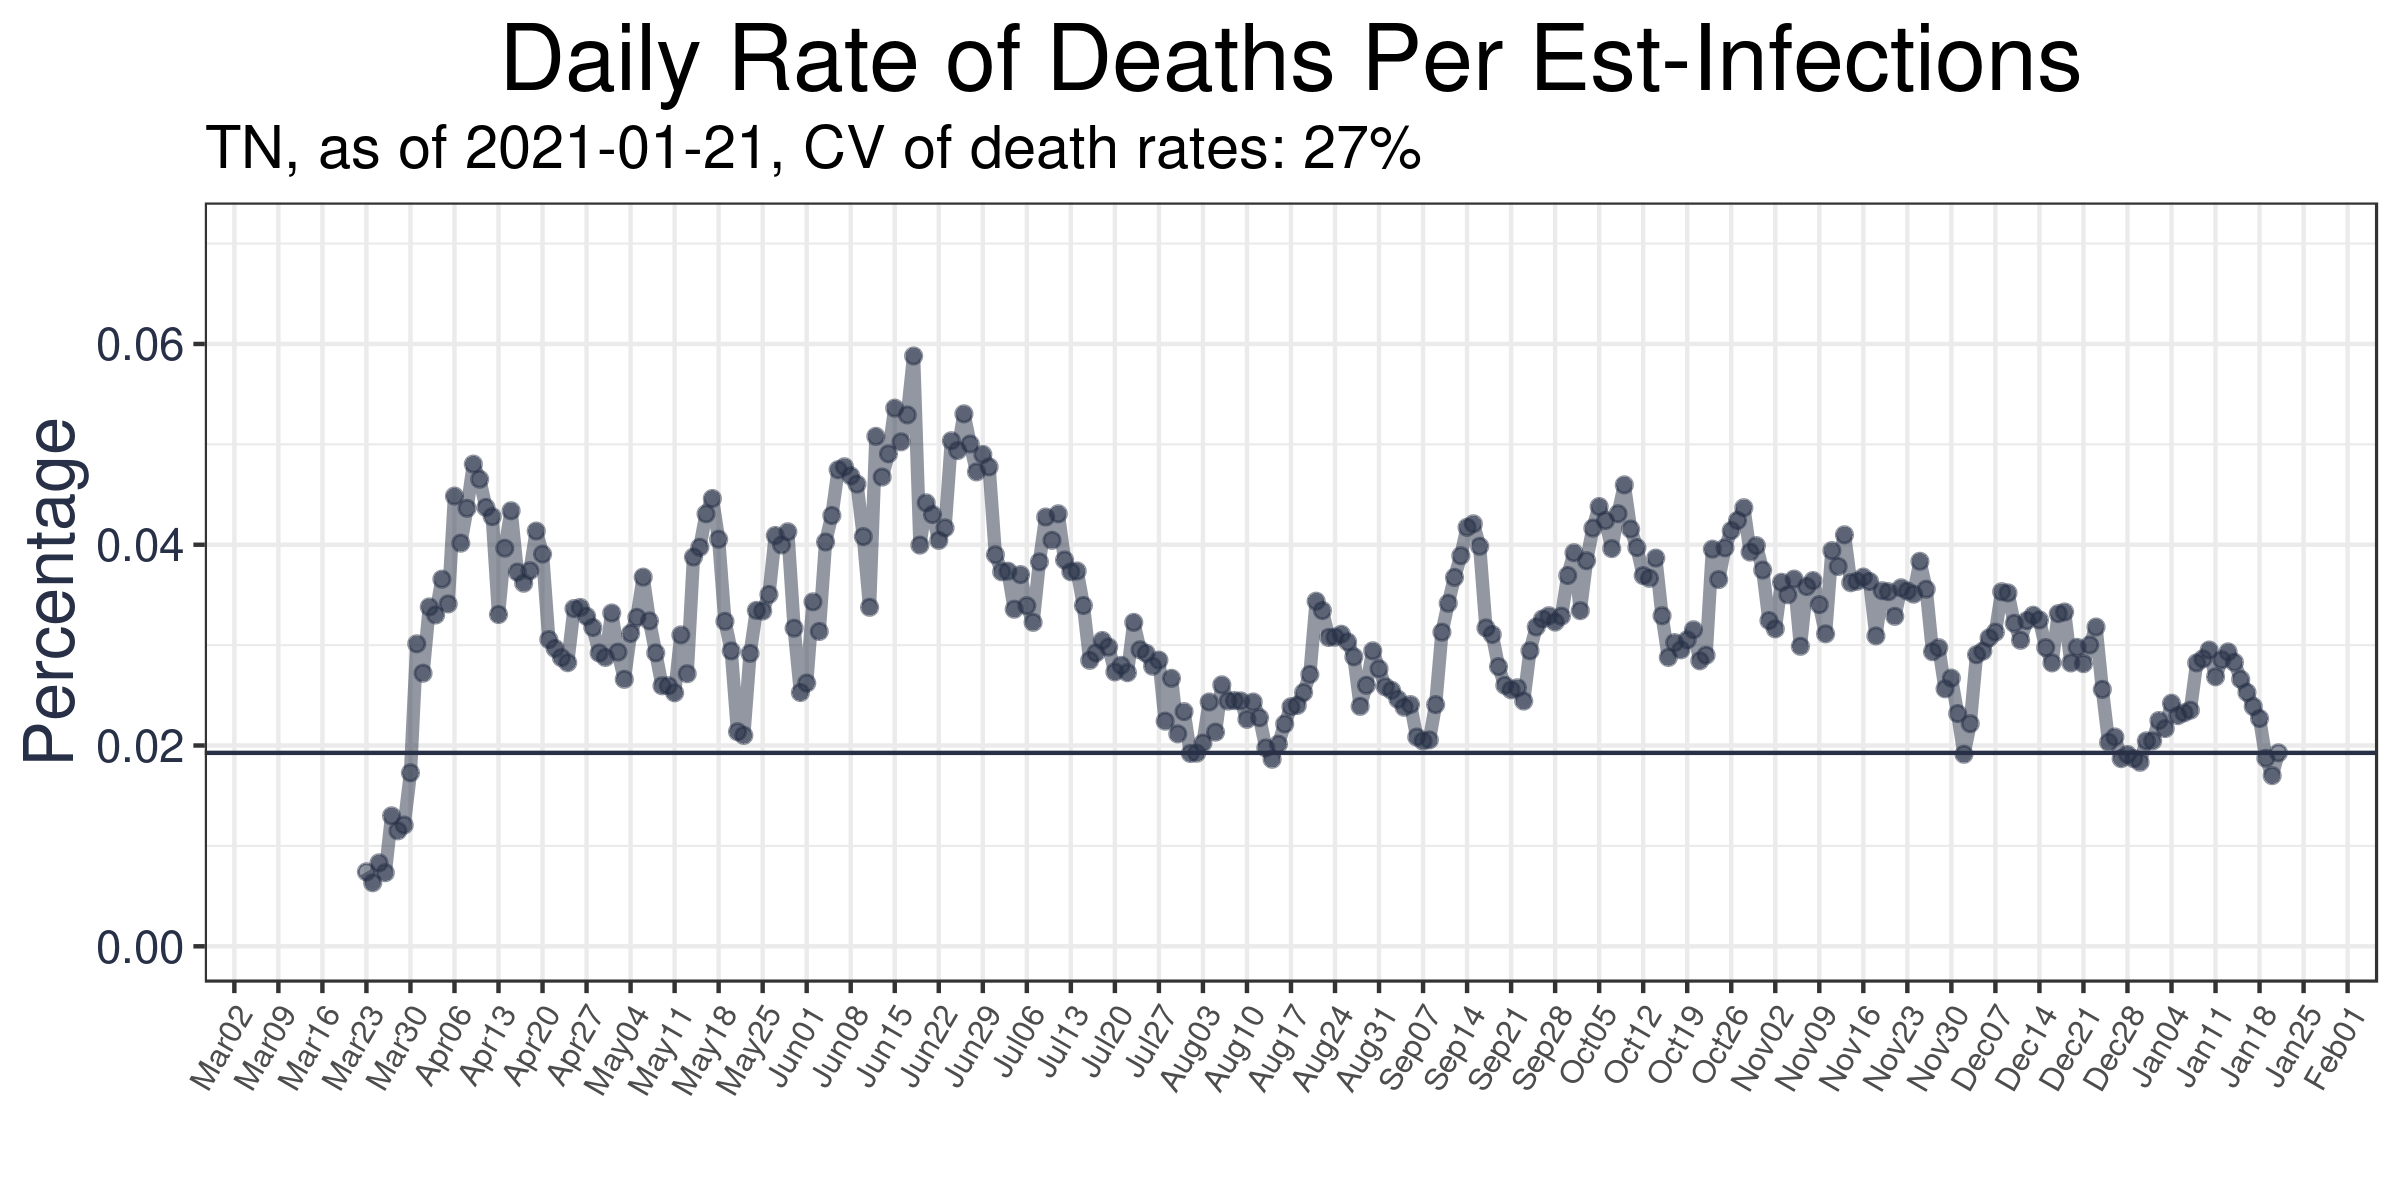 Daily Rate of Deaths Per Est-Infections
TN, as of 2021-01-21, CV of death rates: 27%
Percentage
0.06
0.04
0.02
0.00
Mar02 Mar09 Mar16 Mar23 Mar30 Apr06 Apr13 Apr20 Apr27 May04 May11 May18 May25 Jun01 Jun08 Jun15 Jun22 Jun29 Jul06 Jul13 Jul20 Jul27 Aug03 Aug10 Aug17 Aug24 Aug31 Sep07 Sep14 Sep21 Sep28 Oct05 Oct12 Oct19 Oct26 Nov02 Nov09 Nov16 Nov23 Nov30 Dec07 Dec14 Dec21 Dec28 Jan04 Jan11 Jan18 Jan25 Feb01